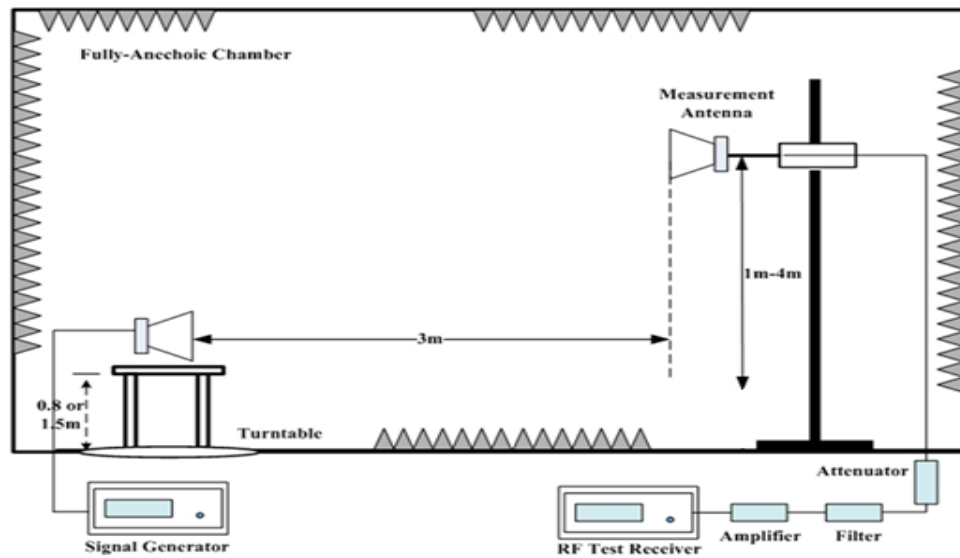 Fully-Anechoic Chamber
Measurement
Antenna
1m-4m
3m
0.8 or
1.5m
Turntable
Attenuator
Signal Generator
RF Test Receiver
Amplifier
Filter